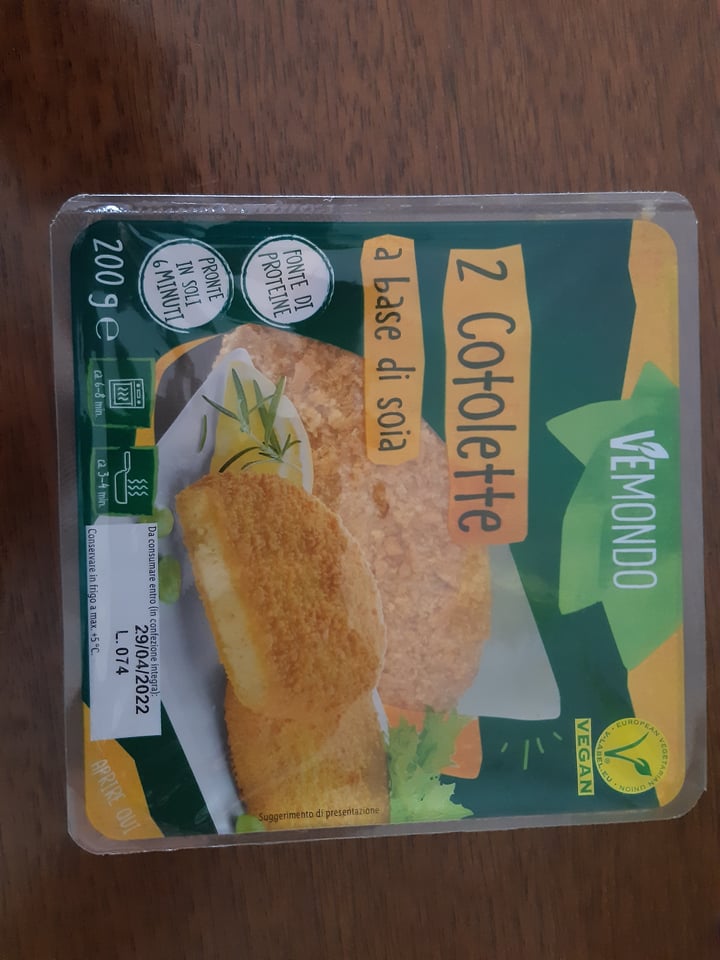 VEMONDO
2 Cotolette
a base di soia
FONTE DI
PROTEINE
PRONTE
IN SOLI
6 MINUTI
200 g e
ca 6-8 min.
ca 3-4 min.
Da consumare entro (in confezione integra):
29/04/2022
L.074
Conservare in frigo a max. +5°C.
EUROPEAN VEGETARIAN UNION
V-LABEL.EU
VEGAN
Suggerimento di presentazione
APRIRE QUI